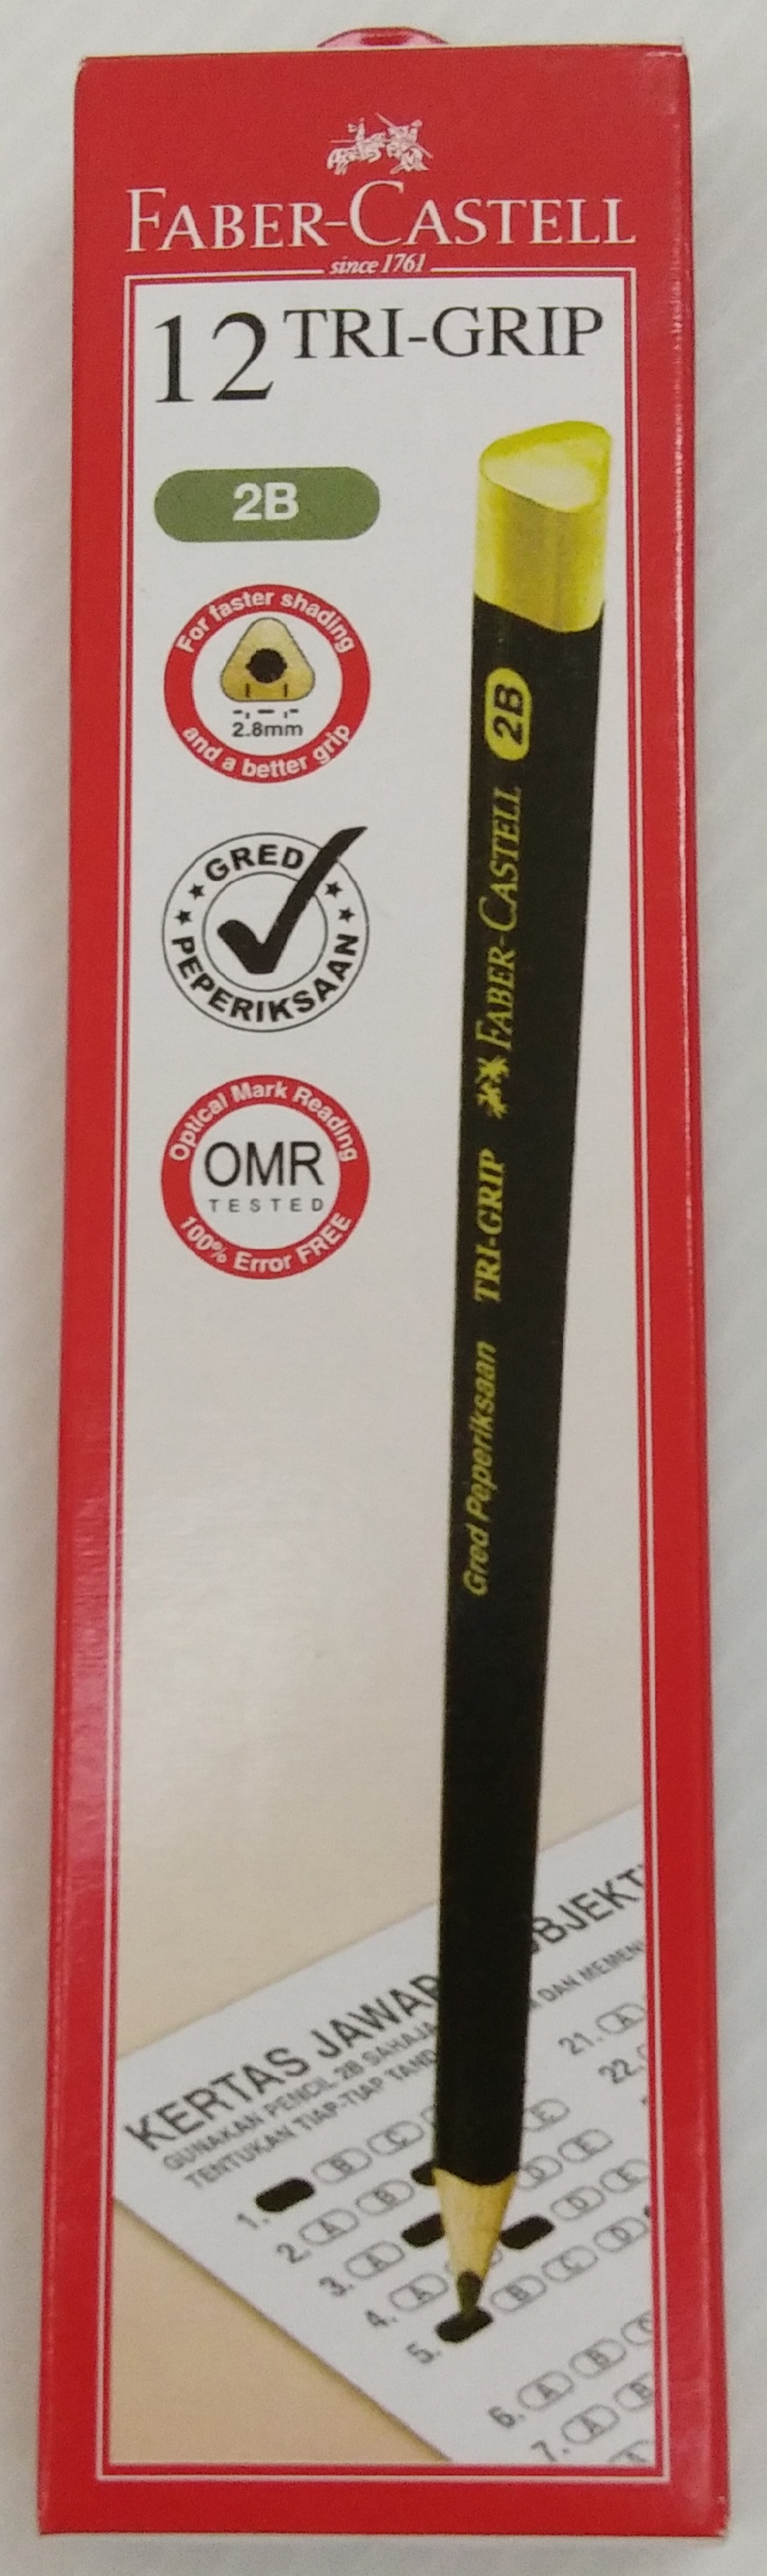 FABER-CASTELL
since 1761
12 TRI-GRIP
2B
For faster shading
2.8mm
and a better grip
GRED
PEPERIKSAAN
Optical Mark Reading
OMR
TESTED
100% Error FREE
2B
FABER-CASTELL
TRI-GRIP
Gred Peperiksaan
KERTAS JAWAP OBJEKT
GUNAKAN PENCIL 2B SAHAJA DAN
TENTUKAN TIAP-TIAP TAND
1. B C E
2. A B D E
3. A D E
4. A B C D
5.
6. A B C
7. A B
21. A
22.